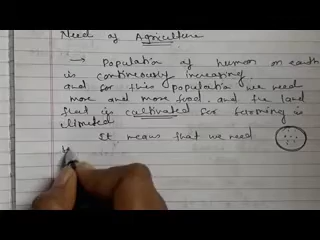 Need of Agriculture
→ Population of human on earth
is continuously increasing.
and for this population we need
more and more food. and the land
that is cultivated for farming is
limited
It means that we need